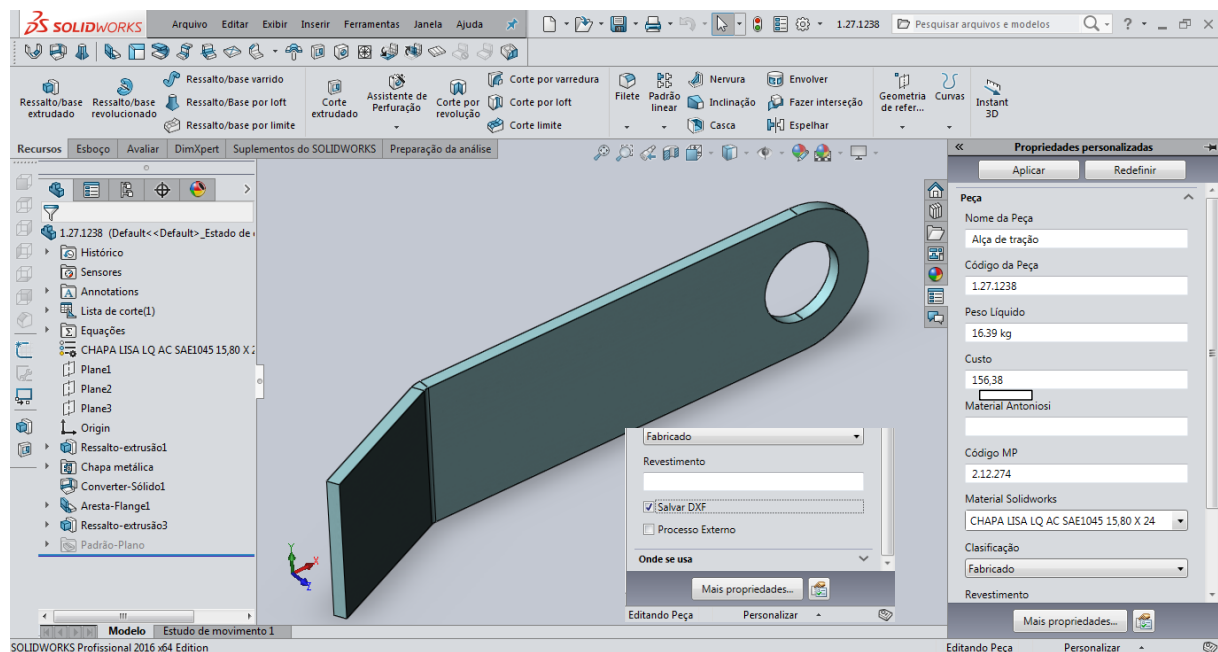 SOLIDWORKS Arquivo Editar Exibir Inserir Ferramentas Janela Ajuda 1.27.1238 Pesquisar arquivos e modelos
Ressalto/base extrudado
Ressalto/base revolucionado
Ressalto/base varrido
Ressalto/Base por loft
Ressalto/base por limite
Corte extrudado
Assistente de Perfuração
Corte por revolução
Corte por varredura
Corte por loft
Corte limite
Filete
Padrão linear
Nervura
Inclinação
Casca
Envolver
Fazer interseção
Espelhar
Geometria de refer...
Curvas
Instant 3D
Recursos Esboço Avaliar DimXpert Suplementos do SOLIDWORKS Preparação da análise
1.27.1238 (Default<<Default>_Estado de
Histórico
Sensores
Annotations
Lista de corte(1)
Equações
CHAPA LISA LQ AC SAE1045 15,80 X 2
Plane1
Plane2
Plane3
Origin
Ressalto-extrusão1
Chapa metálica
Converter-Sólido1
Aresta-Flange1
Ressalto-extrusão3
Padrão-Plano
Y
X
Z
Fabricado
Revestimento
Salvar DXF
Processo Externo
Onde se usa
Mais propriedades...
Editando Peça Personalizar
Propriedades personalizadas
Aplicar Redefinir
Peça
Nome da Peça
Alça de tração
Código da Peça
1.27.1238
Peso Líquido
16.39 kg
Custo
156,38
Material Antoniosi
Código MP
2.12.274
Material Solidworks
CHAPA LISA LQ AC SAE1045 15,80 X 24
Clasificação
Fabricado
Revestimento
Mais propriedades...
Modelo Estudo de movimento 1
SOLIDWORKS Profissional 2016 x64 Edition Editando Peça Personalizar